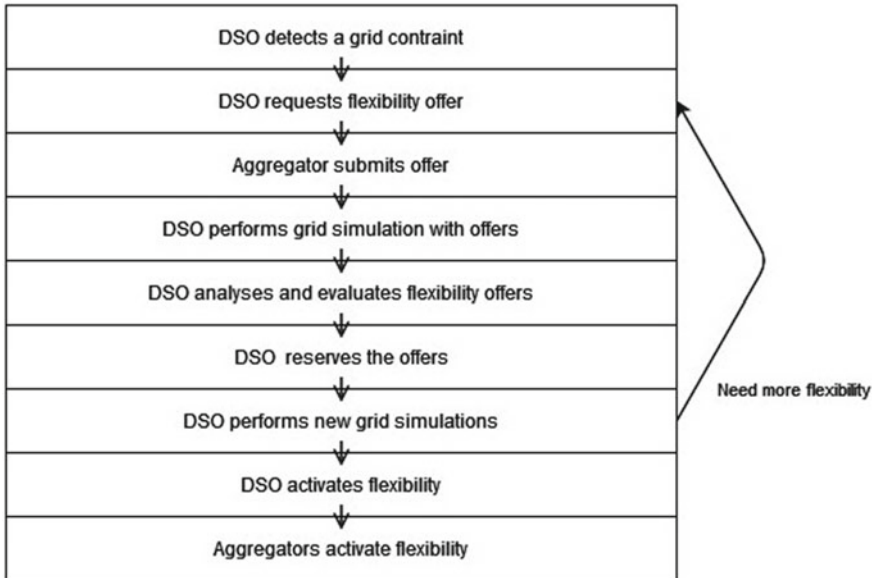 DSO detects a grid contraint
DSO requests flexibility offer
Aggregator submits offer
DSO performs grid simulation with offers
DSO analyses and evaluates flexibility offers
DSO reserves the offers
Need more flexibility
DSO performs new grid simulations
DSO activates flexibility
Aggregators activate flexibility